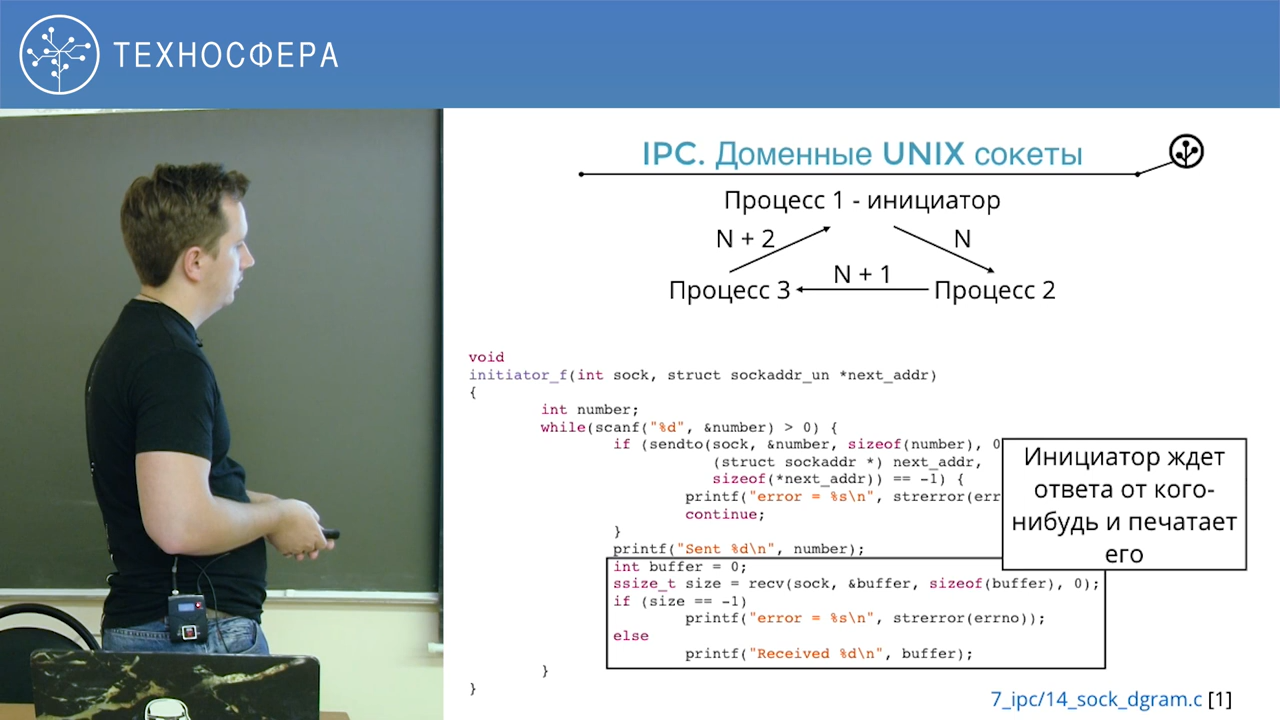 ТЕХНОСФЕРА
IPC. Доменные UNIX сокеты
Процесс 1 - инициатор
N + 2
N
N + 1
Процесс 3
Процесс 2
void
initiator_f(int sock, struct sockaddr_un *next_addr)
{
int number;
while(scanf("%d", &number) > 0) {
if (sendto(sock, &number, sizeof(number), 0
(struct sockaddr *) next_addr,
sizeof(*next_addr)) == -1) {
printf("error = %s\n", strerror(err
continue;
}
printf("Sent %d\n", number);
int buffer = 0;
ssize_t size = recv(sock, &buffer, sizeof(buffer), 0);
if (size == -1)
printf("error = %s\n", strerror(errno));
else
printf("Received %d\n", buffer);
}
}
Инициатор ждет
ответа от кого-
нибудь и печатает
его
7_ipc/14_sock_dgram.c [1]